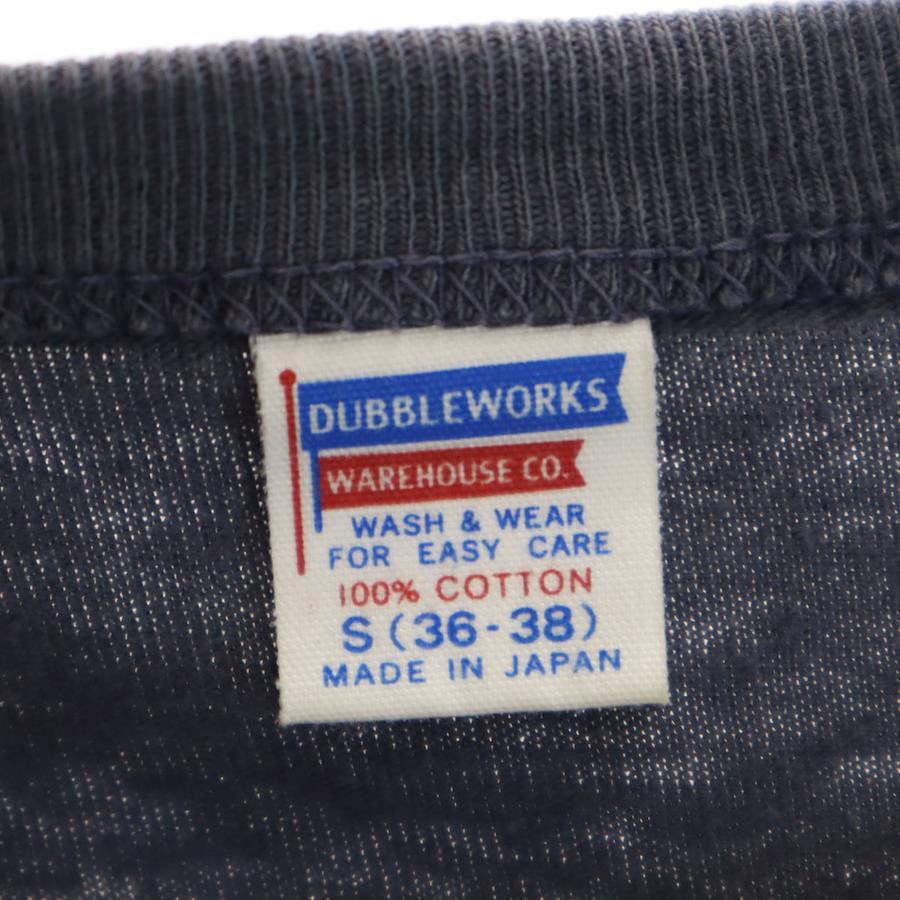 DUBBLEWORKS
WAREHOUSE CO.
WASH & WEAR
FOR EASY CARE
100% COTTON
S (36-38)
MADE IN JAPAN